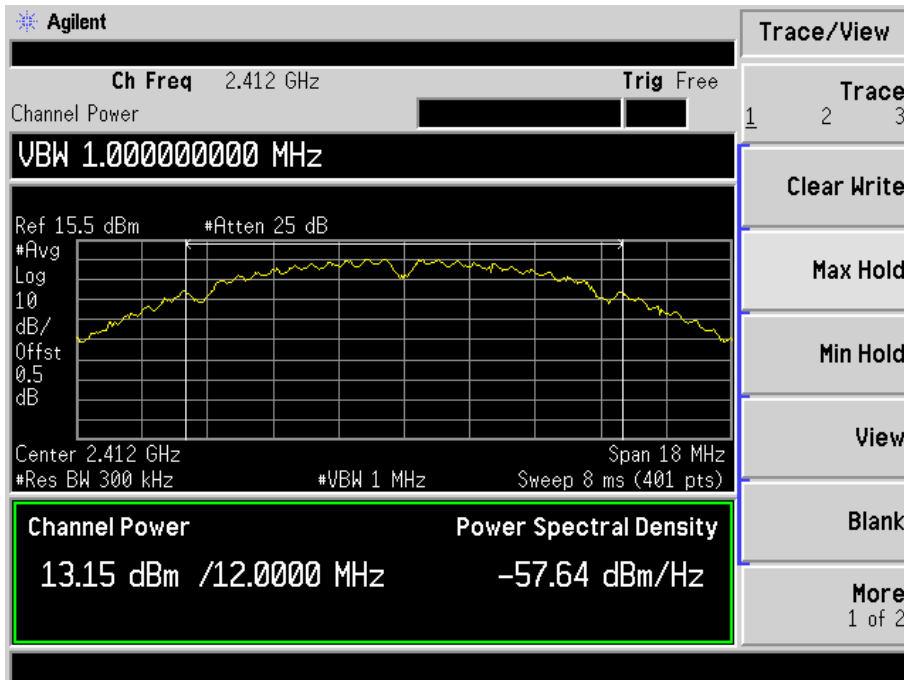 Agilent
Ch Freq 2.412 GHz Trig Free
Channel Power
VBW 1.000000000 MHz
Ref 15.5 dBm #Atten 25 dB
#Avg
Log
10
dB/
Offst
0.5
dB
Center 2.412 GHz Span 18 MHz
#Res BW 300 kHz #VBW 1 MHz Sweep 8 ms (401 pts)
Channel Power Power Spectral Density
13.15 dBm /12.0000 MHz -57.64 dBm/Hz
Trace/View
Trace
1 2 3
Clear Write
Max Hold
Min Hold
View
Blank
More
1 of 2